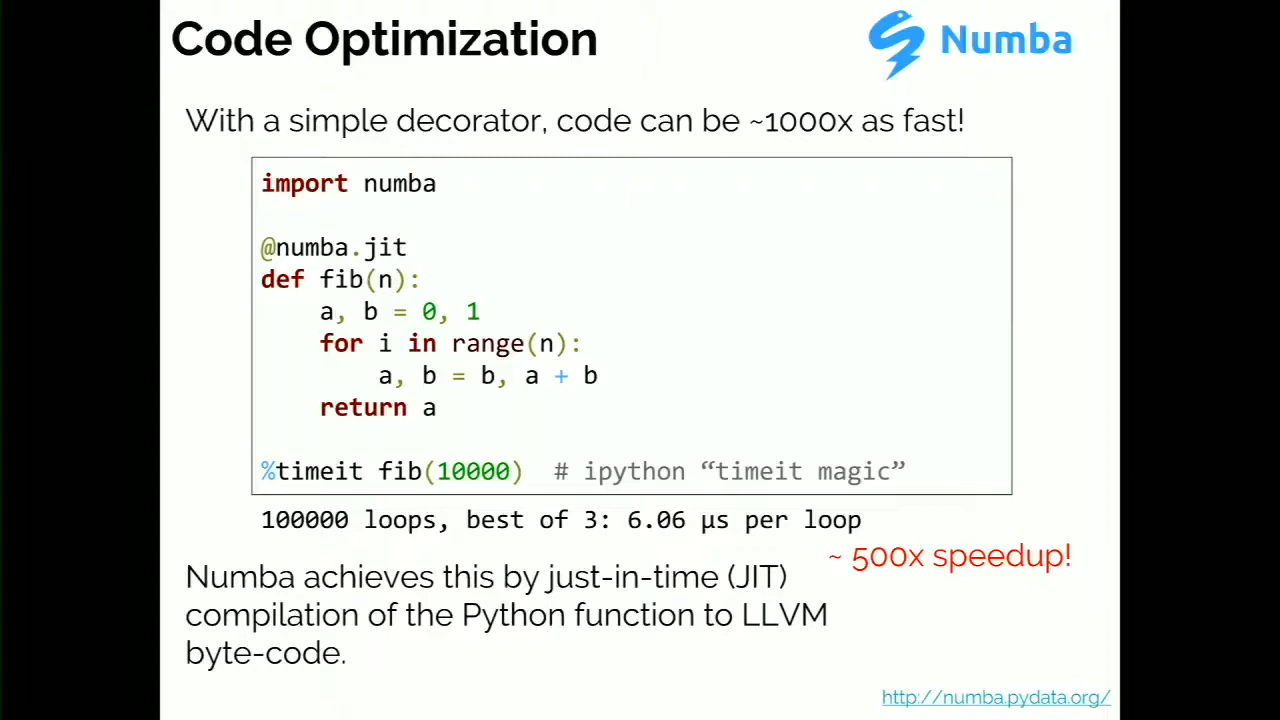 Code Optimization
Numba
With a simple decorator, code can be ~1000x as fast!
import numba
@numba.jit
def fib(n):
    a, b = 0, 1
    for i in range(n):
        a, b = b, a + b
    return a
%timeit fib(10000)  # ipython “timeit magic”
100000 loops, best of 3: 6.06 µs per loop
~ 500x speedup!
Numba achieves this by just-in-time (JIT)
compilation of the Python function to LLVM
byte-code.
http://numba.pydata.org/